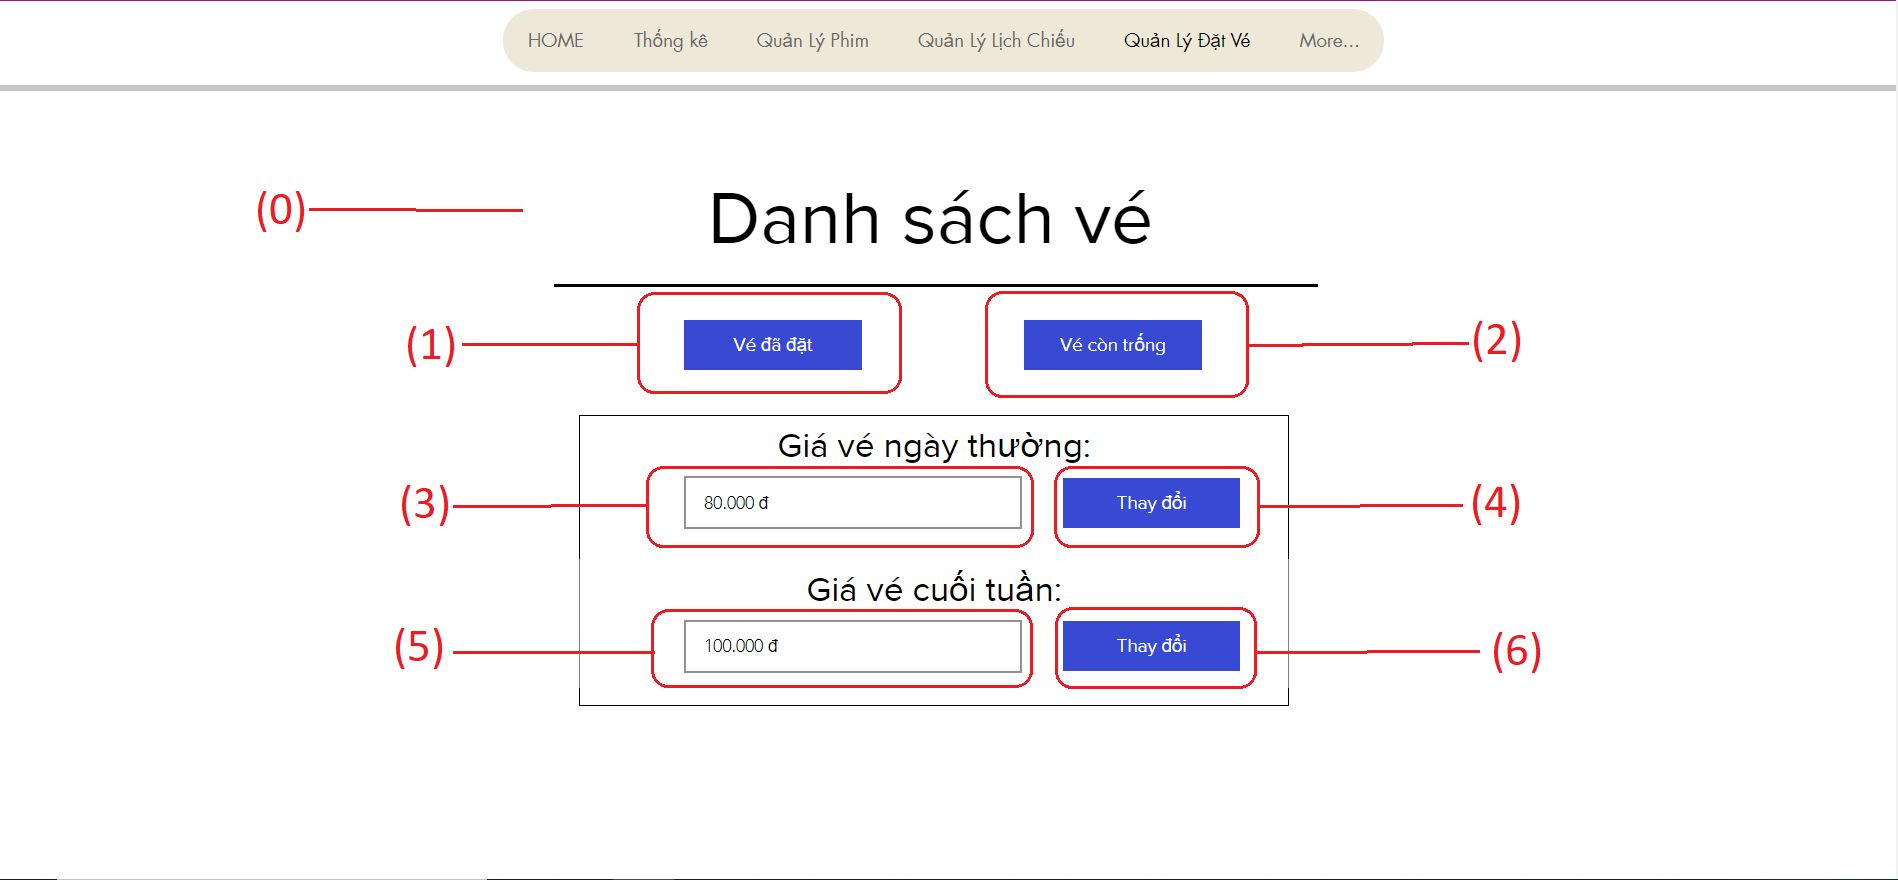 HOME Thống kê Quản Lý Phim Quản Lý Lịch Chiếu Quản Lý Đặt Vé More...
(0) Danh sách vé
(1) Vé đã đặt Vé còn trống (2)
Giá vé ngày thường:
(3) 80.000 đ Thay đổi (4)
Giá vé cuối tuần:
(5) 100.000 đ Thay đổi (6)